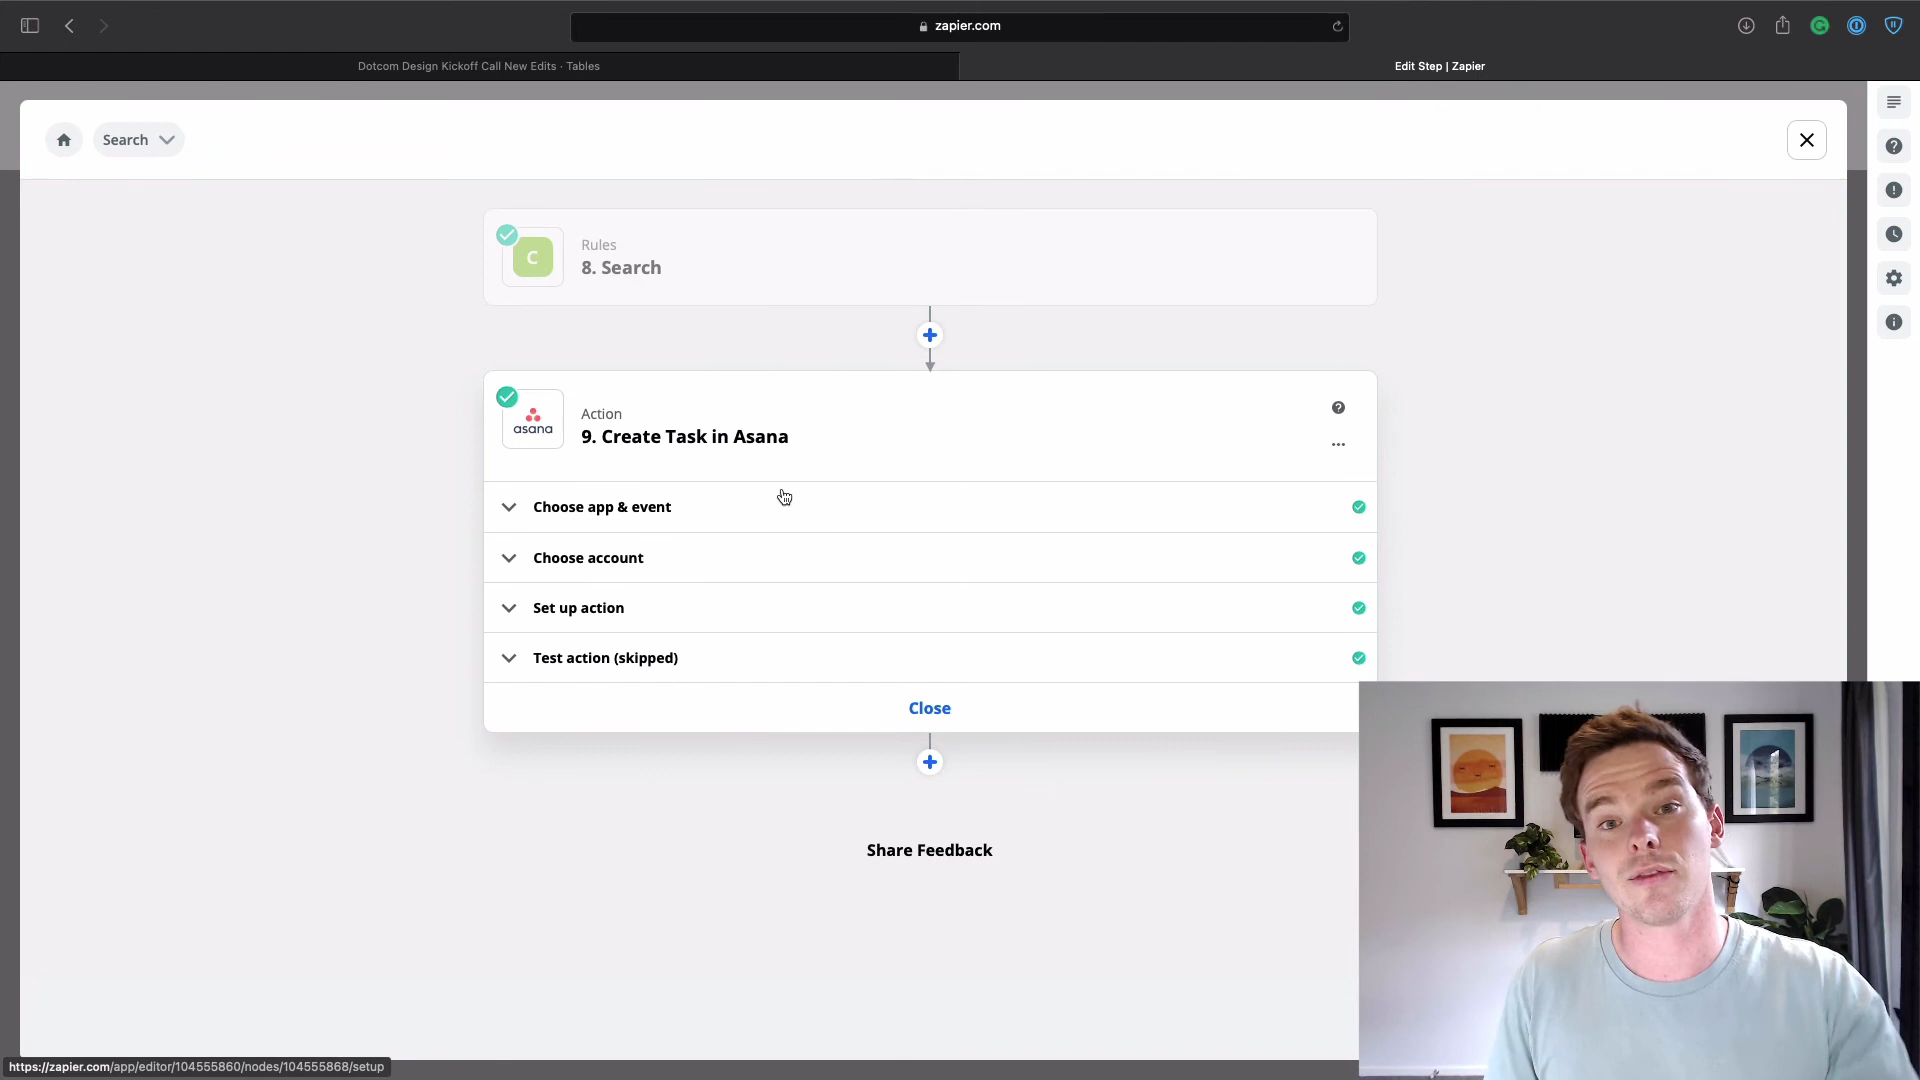 zapier.com
Dotcom Design Kickoff Call New Edits · Tables
Edit Step | Zapier
Search
C
Rules
8. Search
asana
Action
9. Create Task in Asana
Choose app & event
Choose account
Set up action
Test action (skipped)
Close
Share Feedback
https://zapier.com/app/editor/104555860/nodes/104555868/setup